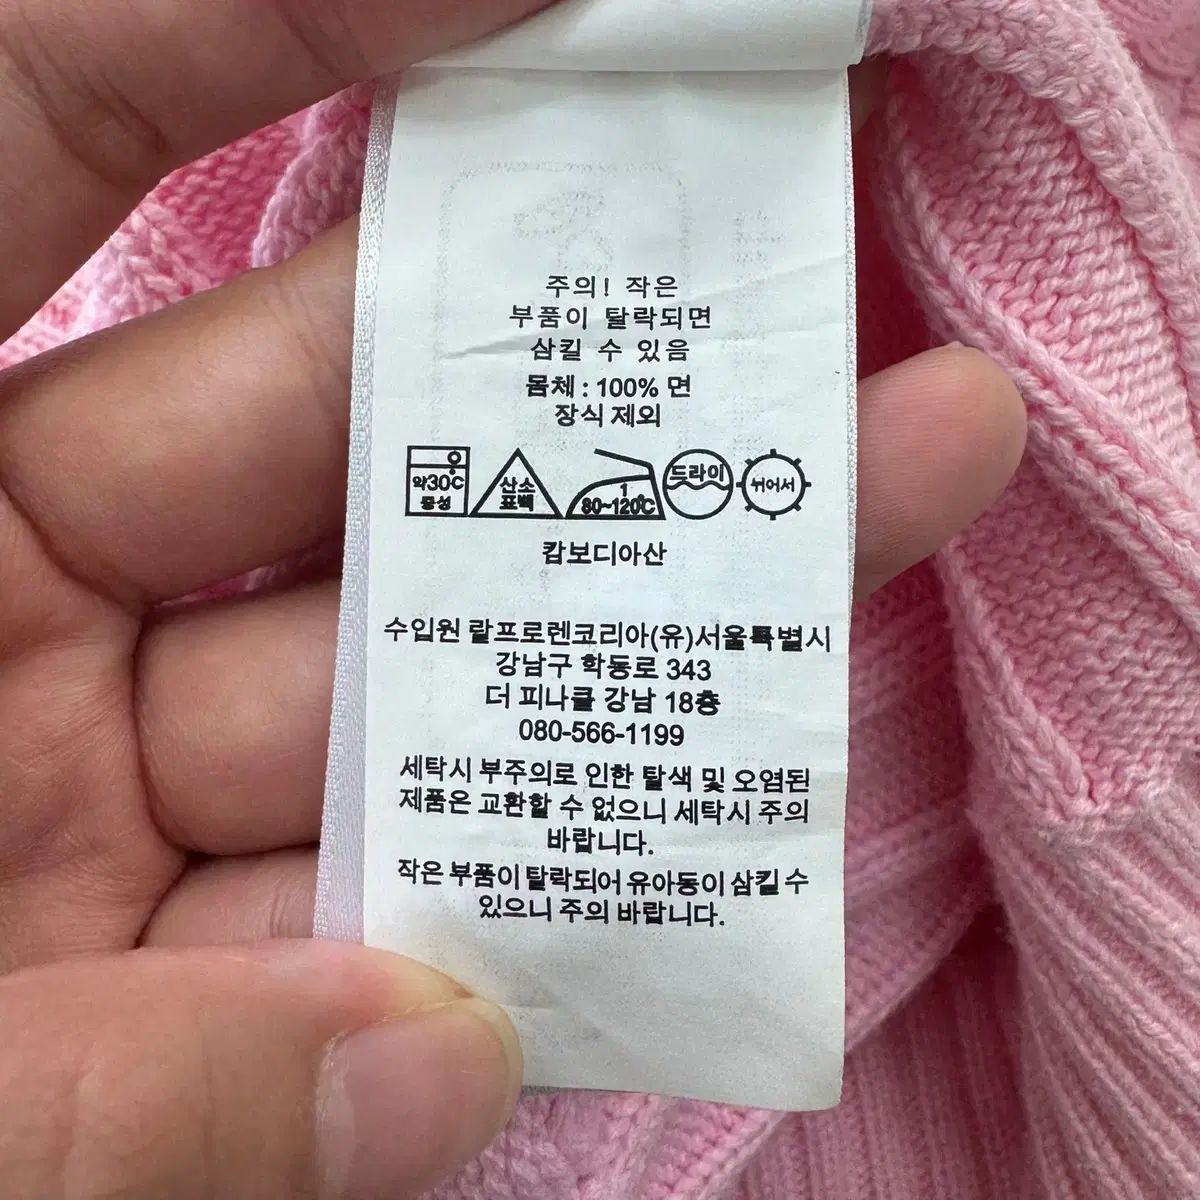 주의! 작은
부품이 탈락되면
삼킬 수 있음
몸체 : 100% 면
장식 제외
약30°C
중성
산소
표백
1
80~120°C
드라이
뉘어서
캄보디아산
수입원 랄프로렌코리아(유)서울특별시
강남구 학동로 343
더 피나클 강남 18층
080-566-1199
세탁시 부주의로 인한 탈색 및 오염된
제품은 교환할 수 없으니 세탁시 주의
바랍니다.
작은 부품이 탈락되어 유아동이 삼킬 수
있으니 주의 바랍니다.